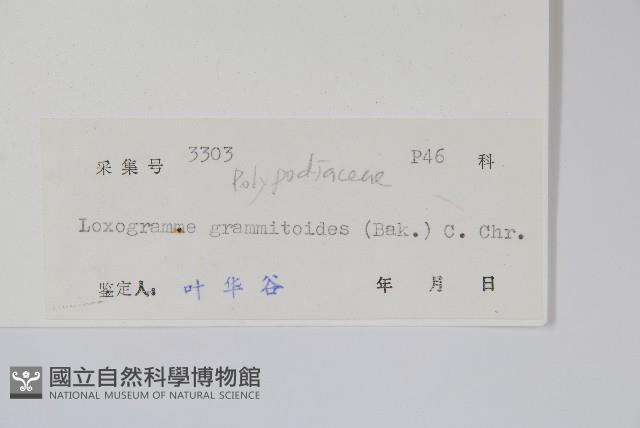 采集号 3303 P46 科
Polypodiaceae
Loxogramme grammitoides (Bak.) C. Chr.
鉴定人: 叶华谷 年 月 日
國立自然科學博物館
NATIONAL MUSEUM OF NATURAL SCIENCE